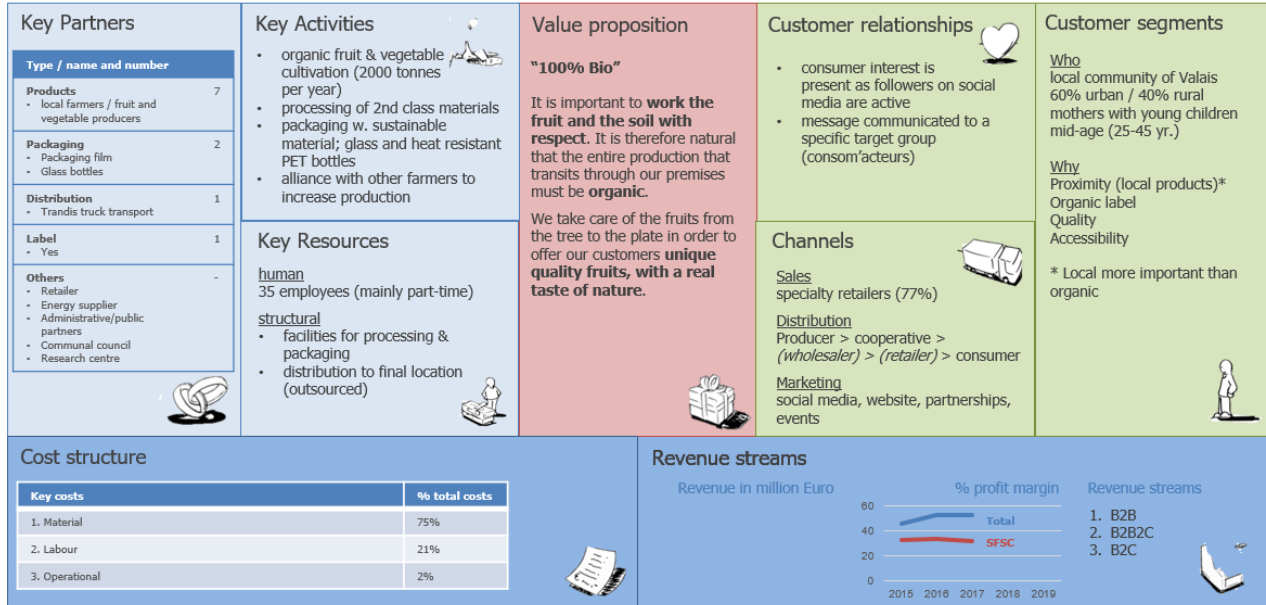 Key Partners
Type / name and number
Products 7
• local farmers / fruit and
vegetable producers
Packaging 2
• Packaging film
• Glass bottles
Distribution 1
• Trandis truck transport
Label 1
• Yes
Others -
• Retailer
• Energy supplier
• Administrative/public
partners
• Communal council
• Research centre
Key Activities
• organic fruit & vegetable
cultivation (2000 tonnes
per year)
• processing of 2nd class materials
• packaging w. sustainable
material; glass and heat resistant
PET bottles
• alliance with other farmers to
increase production
Key Resources
human
35 employees (mainly part-time)
structural
• facilities for processing &
packaging
• distribution to final location
(outsourced)
Value proposition
"100% Bio"
It is important to work the
fruit and the soil with
respect. It is therefore natural
that the entire production that
transits through our premises
must be organic.
We take care of the fruits from
the tree to the plate in order to
offer our customers unique
quality fruits, with a real
taste of nature.
Customer relationships
• consumer interest is
present as followers on social
media are active
• message communicated to a
specific target group
(consom'acteurs)
Channels
Sales
specialty retailers (77%)
Distribution
Producer > cooperative >
(wholesaler) > (retailer) > consumer
Marketing
social media, website, partnerships,
events
Customer segments
Who
local community of Valais
60% urban / 40% rural
mothers with young children
mid-age (25-45 yr.)
Why
Proximity (local products)*
Organic label
Quality
Accessibility
* Local more important than
organic
Cost structure
Key costs % total costs
1. Material 75%
2. Labour 21%
3. Operational 2%
Revenue streams
Revenue in million Euro
% profit margin
60
40
20
0
Total
SFSC
2015 2016 2017 2018 2019
Revenue streams
1. B2B
2. B2B2C
3. B2C